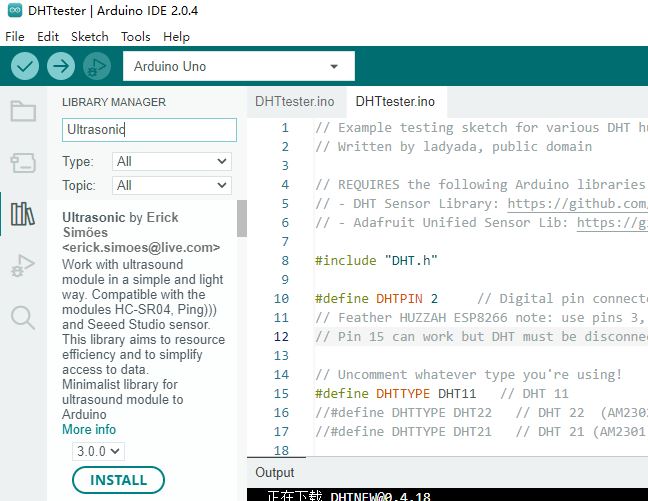 DHTtester | Arduino IDE 2.0.4
File Edit Sketch Tools Help
Arduino Uno
LIBRARY MANAGER
Ultrasonic
Type: All
Topic: All
Ultrasonic by Erick
Simões
<erick.simoes@live.com>
Work with ultrasound
module in a simple and light
way. Compatible with the
modules HC-SR04, Ping)))
and Seeed Studio sensor.
This library aims to resource
efficiency and to simplify
access to data.
Minimalist library for
ultrasound module to
Arduino
More info
3.0.0
INSTALL
DHTtester.ino DHTtester.ino
1 // Example testing sketch for various DHT hu
2 // Written by ladyada, public domain
3
4 // REQUIRES the following Arduino libraries
5 // - DHT Sensor Library: https://github.com/
6 // - Adafruit Unified Sensor Lib: https://gi
7
8 #include "DHT.h"
9
10 #define DHTPIN 2 // Digital pin connecte
11 // Feather HUZZAH ESP8266 note: use pins 3,
12 // Pin 15 can work but DHT must be disconnec
13
14 // Uncomment whatever type you're using!
15 #define DHTTYPE DHT11 // DHT 11
16 //#define DHTTYPE DHT22 // DHT 22 (AM2302
17 //#define DHTTYPE DHT21 // DHT 21 (AM2301
18
Output
正在下载 DHTNEW@0.4.18